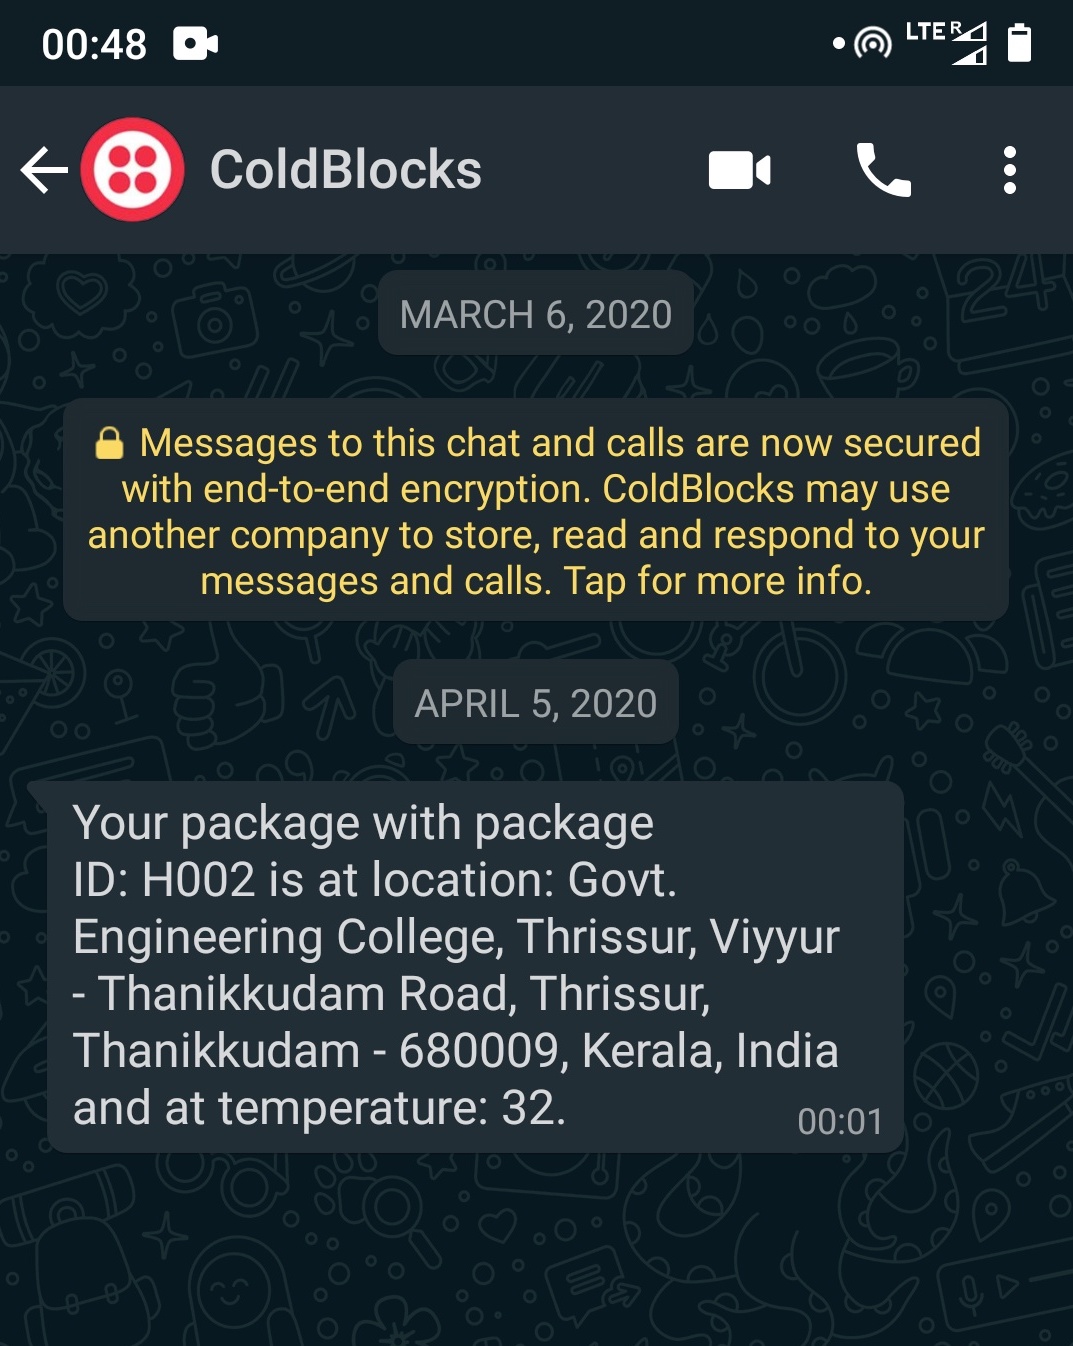 00:48
LTE R
ColdBlocks
MARCH 6, 2020
Messages to this chat and calls are now secured
with end-to-end encryption. ColdBlocks may use
another company to store, read and respond to your
messages and calls. Tap for more info.
APRIL 5, 2020
Your package with package
ID: H002 is at location: Govt.
Engineering College, Thrissur, Viyyur
- Thanikkudam Road, Thrissur,
Thanikkudam - 680009, Kerala, India
and at temperature: 32.
00:01
24